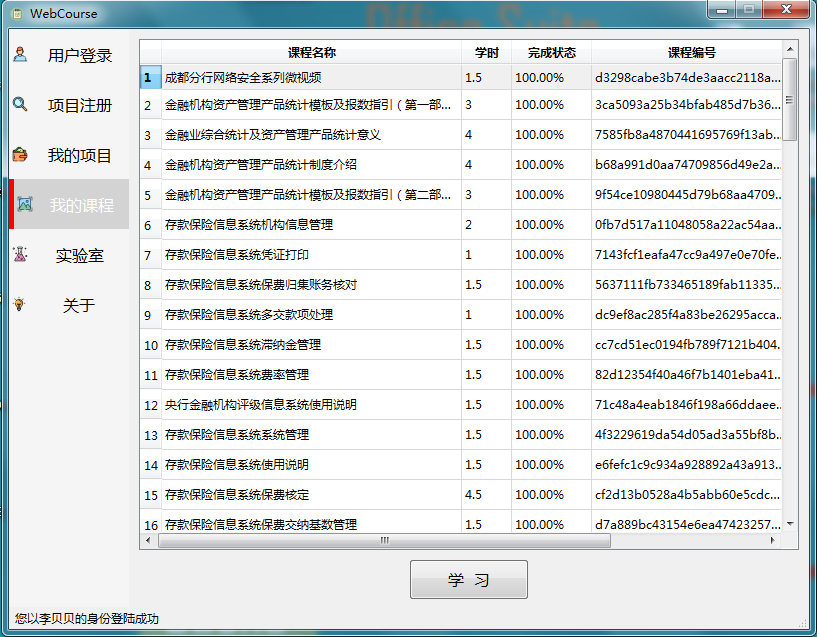 WebCourse
用户登录
项目注册
我的项目
我的课程
实验室
关于
课程名称 学时 完成状态 课程编号
1 成都分行网络安全系列微视频 1.5 100.00% d3298cabe3b74de3aacc2118a...
2 金融机构资产管理产品统计模板及报数指引（第一部... 3 100.00% 3ca5093a25b34bfab485d7b36...
3 金融业综合统计及资产管理产品统计意义 4 100.00% 7585fb8a4870441695769f13ab...
4 金融机构资产管理产品统计制度介绍 4 100.00% b68a991d0aa74709856d49e2a...
5 金融机构资产管理产品统计模板及报数指引（第二部... 3 100.00% 9f54ce10980445d79b68aa4709...
6 存款保险信息系统机构信息管理 2 100.00% 0fb7d517a11048058a22ac54aa...
7 存款保险信息系统凭证打印 1 100.00% 7143fcf1eafa47cc9a497e0e70fe...
8 存款保险信息系统保费归集账务核对 1.5 100.00% 5637111fb733465189fab11335...
9 存款保险信息系统多交款项处理 1 100.00% dc9ef8ac285f4a83be26295acca...
10 存款保险信息系统滞纳金管理 1.5 100.00% cc7cd51ec0194fb789f7121b404...
11 存款保险信息系统费率管理 1.5 100.00% 82d12354f40a46f7b1401eba41...
12 央行金融机构评级信息系统使用说明 1.5 100.00% 71c48a4eab1846f198a66ddaee...
13 存款保险信息系统系统管理 1.5 100.00% 4f3229619da54d05ad3a55bf8b...
14 存款保险信息系统使用说明 1.5 100.00% e6fefc1c9c934a928892a43a913...
15 存款保险信息系统保费核定 4.5 100.00% cf2d13b0528a4b5abb60e5cdc...
16 存款保险信息系统保费交纳基数管理 1.5 100.00% d7a889bc43154e6ea47423257...
学 习
您以李贝贝的身份登陆成功